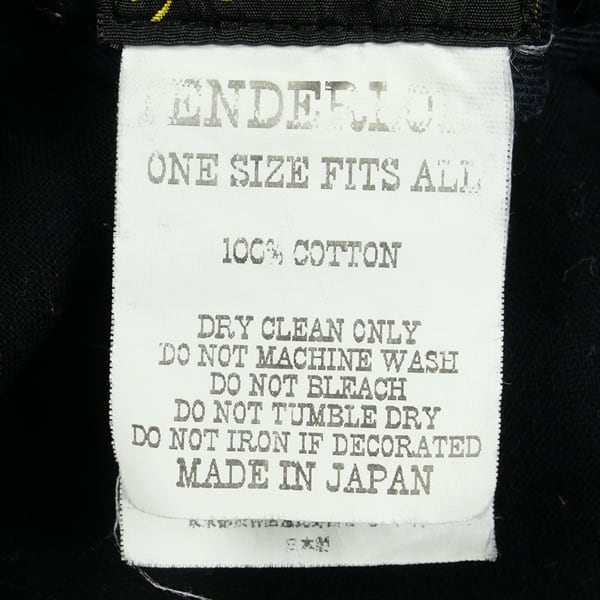 ENDERLO
ONE SIZE FITS ALL
100% COTTON
DRY CLEAN ONLY
DO NOT MACHINE WASH
DO NOT BLEACH
DO NOT TUMBLE DRY
DO NOT IRON IF DECORATED
MADE IN JAPAN